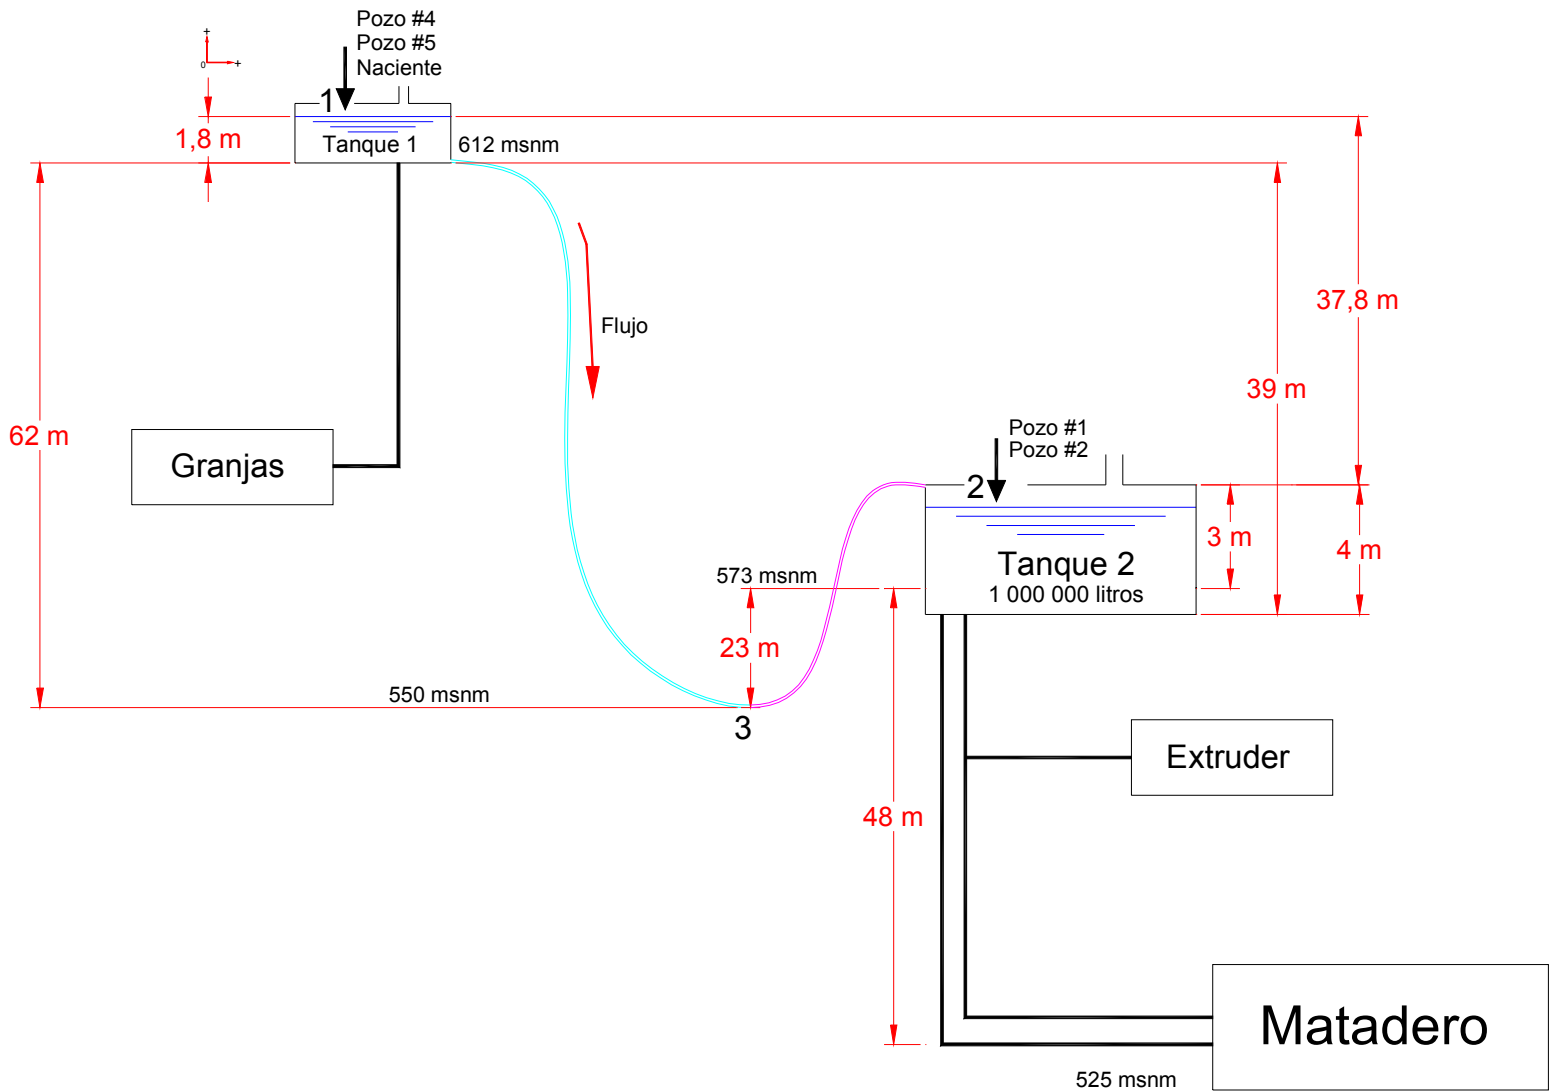 Pozo #4
Pozo #5
Naciente
+
0
+
1
1,8 m
Tanque 1
612 msnm
37,8 m
Flujo
39 m
62 m
Granjas
Pozo #1
Pozo #2
2
3 m
4 m
Tanque 2
573 msnm
1 000 000 litros
23 m
550 msnm
3
Extruder
48 m
Matadero
525 msnm